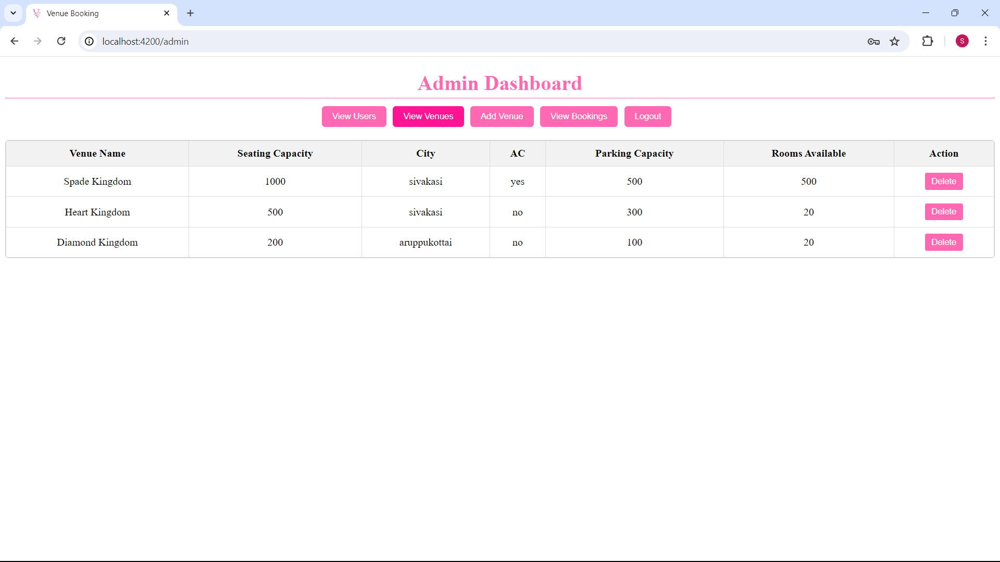 Venue Booking
localhost:4200/admin
S
Admin Dashboard
View Users View Venues Add Venue View Bookings Logout
Venue Name Seating Capacity City AC Parking Capacity Rooms Available Action
Spade Kingdom 1000 sivakasi yes 500 500 Delete
Heart Kingdom 500 sivakasi no 300 20 Delete
Diamond Kingdom 200 aruppukottai no 100 20 Delete